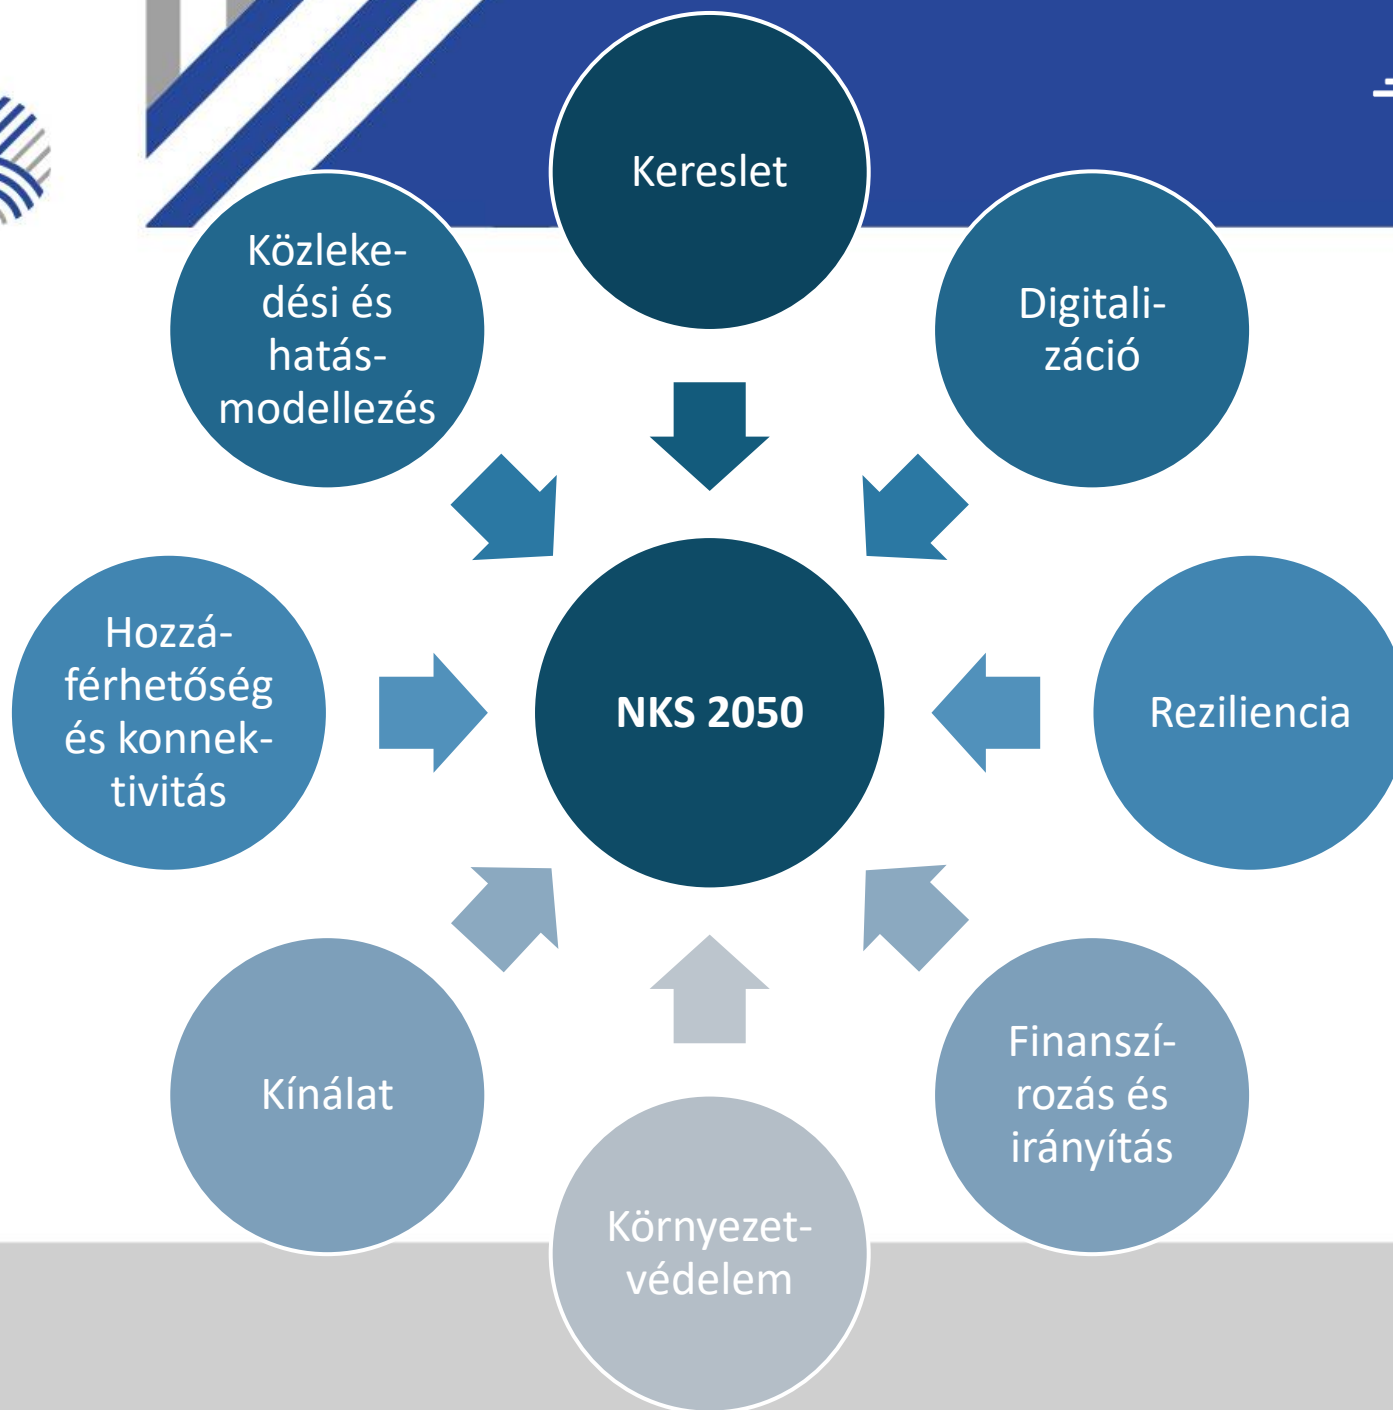 Kereslet
Digitali-
záció
Reziliencia
Finanszí-
rozás és
irányítás
Környezet-
védelem
Kínálat
Hozzá-
férhetőség
és konnek-
tivitás
Közleke-
dési és
hatás-
modellezés
NKS 2050